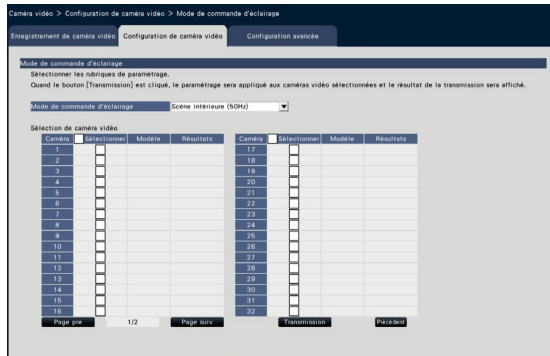 Caméra vidéo > Configuration de caméra vidéo > Mode de commande d'éclairage
Enregistrement de caméra vidéo Configuration de caméra vidéo Configuration avancée
Mode de commande d'éclairage
Sélectionner les rubriques de paramétrage.
Quand le bouton [Transmission] est cliqué, le paramétrage sera appliqué aux caméras vidéo sélectionnées et le résultat de la transmission sera affiché.
Mode de commande d'éclairage Scène intérieure (50Hz)
Sélection de caméra vidéo
Caméra Sélectionner Modèle Résultats Caméra Sélectionner Modèle Résultats
1 17
2 18
3 19
4 20
5 21
6 22
7 23
8 24
9 25
10 26
11 27
12 28
13 29
14 30
15 31
16 32
Page pre 1/2 Page suiv Transmission Précédent